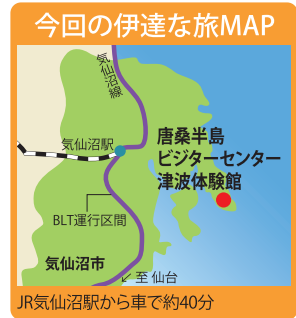 今回の伊達な旅MAP
気仙沼線
気仙沼駅
唐桑半島
ビジターセンター
津波体験館
BLT運行区間
気仙沼市
至 仙台
JR気仙沼駅から車で約40分